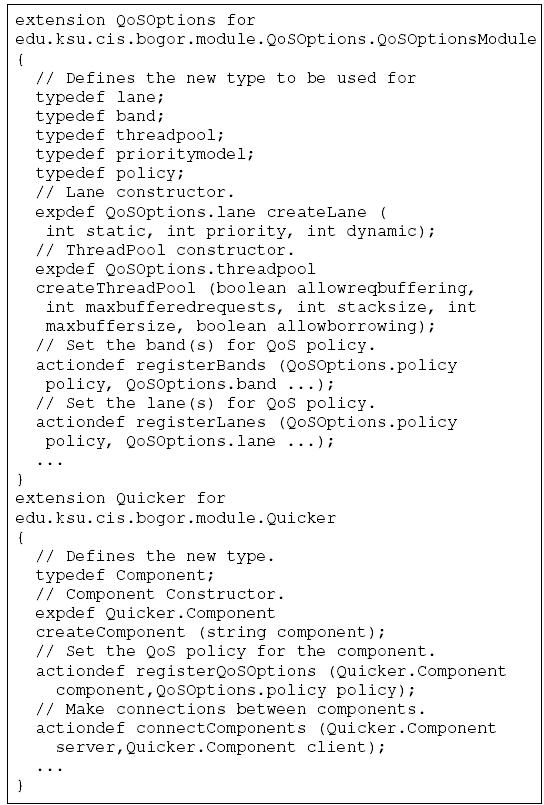 extension QoSOptions for
edu.ksu.cis.bogor.module.QoSOptions.QoSOptionsModule
{
// Defines the new type to be used for
typedef lane;
typedef band;
typedef threadpool;
typedef prioritymodel;
typedef policy;
// Lane constructor.
expdef QoSOptions.lane createLane (
int static, int priority, int dynamic);
// ThreadPool constructor.
expdef QoSOptions.threadpool
createThreadPool (boolean allowreqbuffering,
int maxbufferedrequests, int stacksize, int
maxbuffersize, boolean allowborrowing);
// Set the band(s) for QoS policy.
actiondef registerBands (QoSOptions.policy
policy, QoSOptions.band ...);
// Set the lane(s) for QoS policy.
actiondef registerLanes (QoSOptions.policy
policy, QoSOptions.lane ...);
...
}
extension Quicker for
edu.ksu.cis.bogor.module.Quicker
{
// Defines the new type.
typedef Component;
// Component Constructor.
expdef Quicker.Component
createComponent (string component);
// Set the QoS policy for the component.
actiondef registerQoSOptions (Quicker.Component
component,QoSOptions.policy policy);
// Make connections between components.
actiondef connectComponents (Quicker.Component
server,Quicker.Component client);
...
}